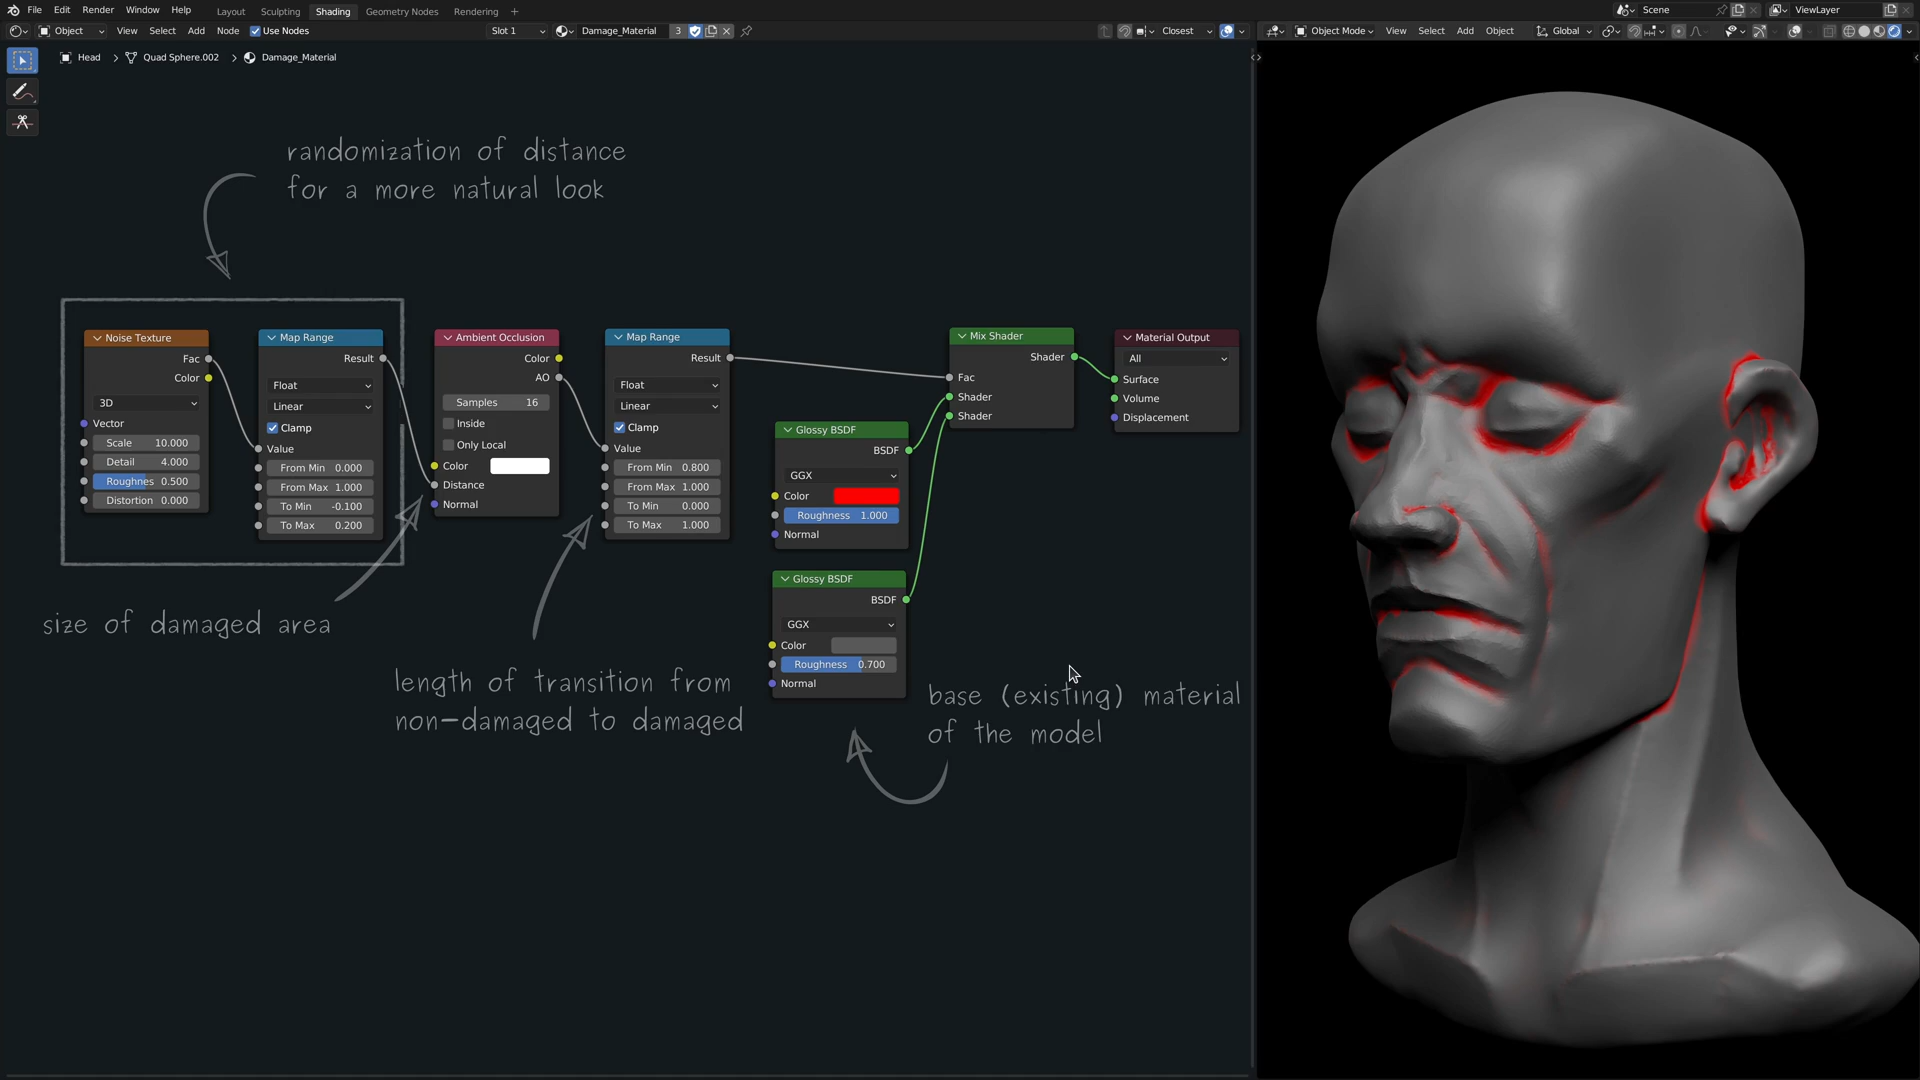 File Edit Render Window Help Layout Sculpting Shading Geometry Nodes Rendering + Scene ViewLayer
Object View Select Add Node Use Nodes Slot 1 Damage_Material 3 Closest Object Mode View Select Add Object Global
Head > Quad Sphere.002 > Damage_Material
randomization of distance
for a more natural look
Noise Texture
Fac
Color
3D
Vector
Scale 10.000
Detail 4.000
Roughnes 0.500
Distortion 0.000
Map Range
Result
Float
Linear
Clamp
Value
From Min 0.000
From Max 1.000
To Min -0.100
To Max 0.200
Ambient Occlusion
Color
AO
Samples 16
Inside
Only Local
Color
Distance
Normal
Map Range
Result
Float
Linear
Clamp
Value
From Min 0.800
From Max 1.000
To Min 0.000
To Max 1.000
Glossy BSDF
BSDF
GGX
Color
Roughness 1.000
Normal
Glossy BSDF
BSDF
GGX
Color
Roughness 0.700
Normal
Mix Shader
Shader
Fac
Shader
Shader
Material Output
All
Surface
Volume
Displacement
size of damaged area
length of transition from
non-damaged to damaged
base (existing) material
of the model